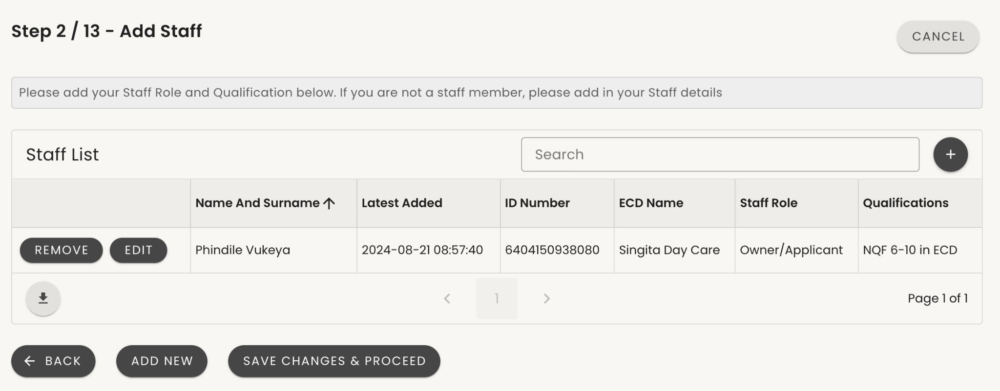 Step 2 / 13 - Add Staff
CANCEL
Please add your Staff Role and Qualification below. If you are not a staff member, please add in your Staff details
Staff List
Search
+
Name And Surname Latest Added ID Number ECD Name Staff Role Qualifications
REMOVE EDIT Phindile Vukeya 2024-08-21 08:57:40 6404150938080 Singita Day Care Owner/Applicant NQF 6-10 in ECD
1 Page 1 of 1
BACK ADD NEW SAVE CHANGES & PROCEED